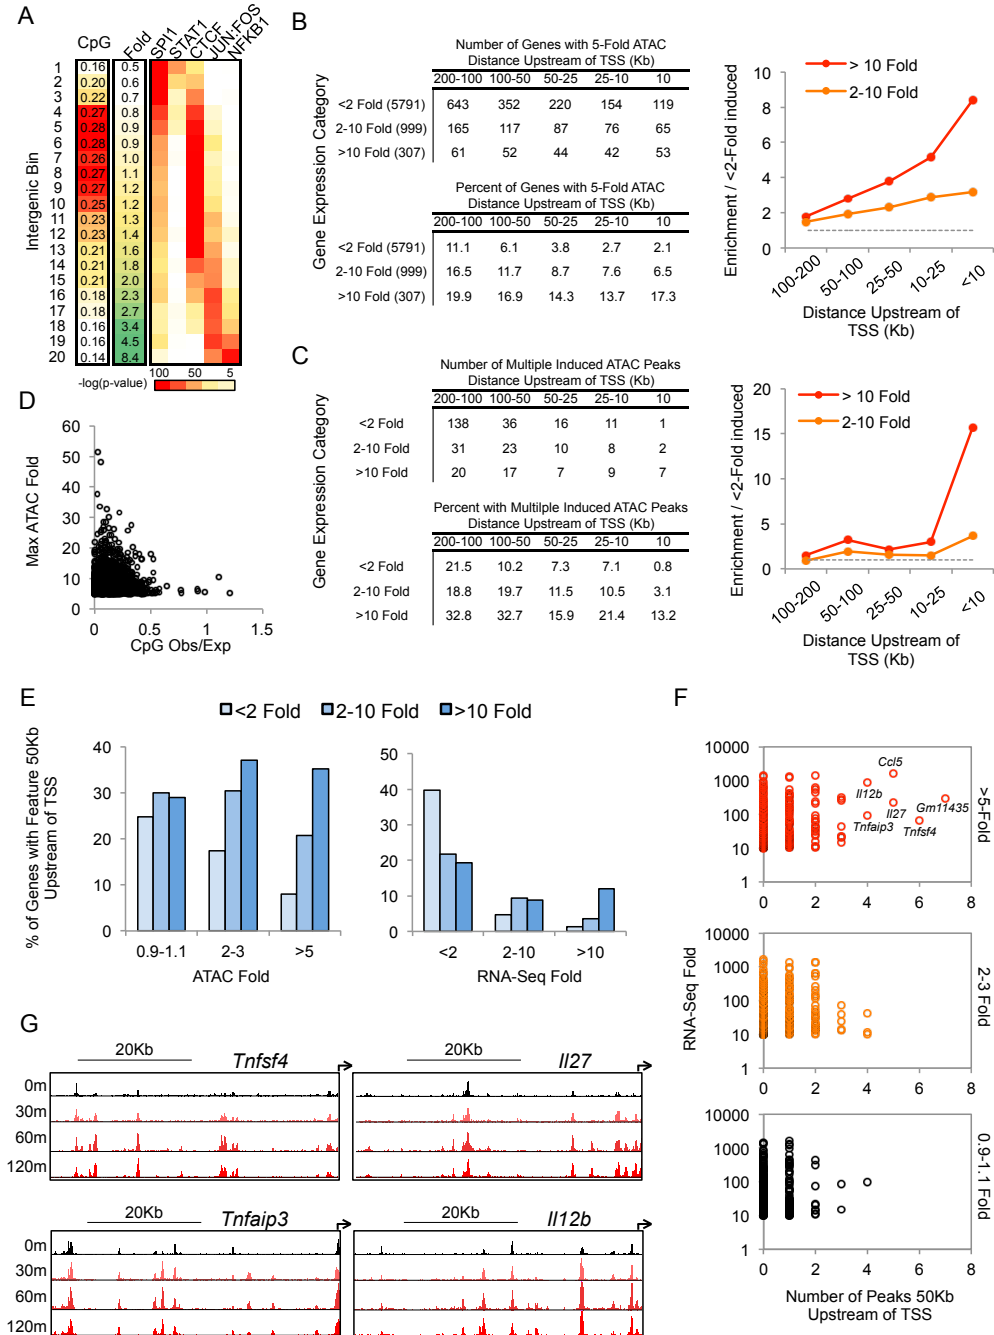 A
CpG Fold SPI1 STAT1 CTCF JUN:FOS NFKB1
Intergenic Bin
1 0.16 0.5
2 0.20 0.6
3 0.22 0.7
4 0.27 0.8
5 0.28 0.9
6 0.28 0.9
7 0.26 1.0
8 0.27 1.1
9 0.27 1.2
10 0.25 1.2
11 0.23 1.3
12 0.23 1.4
13 0.21 1.6
14 0.21 1.8
15 0.21 2.0
16 0.18 2.3
17 0.18 2.7
18 0.16 3.4
19 0.16 4.5
20 0.14 8.4
-log(p-value) 100 50 5
B
Gene Expression Category
Number of Genes with 5-Fold ATAC
Distance Upstream of TSS (Kb)
200-100 100-50 50-25 25-10 10
<2 Fold (5791) 643 352 220 154 119
2-10 Fold (999) 165 117 87 76 65
>10 Fold (307) 61 52 44 42 53
Percent of Genes with 5-Fold ATAC
Distance Upstream of TSS (Kb)
200-100 100-50 50-25 25-10 10
<2 Fold (5791) 11.1 6.1 3.8 2.7 2.1
2-10 Fold (999) 16.5 11.7 8.7 7.6 6.5
>10 Fold (307) 19.9 16.9 14.3 13.7 17.3
Enrichment / <2-Fold induced
10
8
6
4
2
0
> 10 Fold
2-10 Fold
100-200 50-100 25-50 10-25 <10
Distance Upstream of
TSS (Kb)
C
Gene Expression Category
Number of Multiple Induced ATAC Peaks
Distance Upstream of TSS (Kb)
200-100 100-50 50-25 25-10 10
<2 Fold 138 36 16 11 1
2-10 Fold 31 23 10 8 2
>10 Fold 20 17 7 9 7
Percent with Multilple Induced ATAC Peaks
Distance Upstream of TSS (Kb)
200-100 100-50 50-25 25-10 10
<2 Fold 21.5 10.2 7.3 7.1 0.8
2-10 Fold 18.8 19.7 11.5 10.5 3.1
>10 Fold 32.8 32.7 15.9 21.4 13.2
Enrichment / <2-Fold induced
20
15
10
5
0
> 10 Fold
2-10 Fold
100-200 50-100 25-50 10-25 <10
Distance Upstream of
TSS (Kb)
D
Max ATAC Fold
60
50
40
30
20
10
0
0 0.5 1 1.5
CpG Obs/Exp
E
<2 Fold 2-10 Fold >10 Fold
% of Genes with Feature 50Kb
Upstream of TSS
40
30
20
10
0
0.9-1.1 2-3 >5
ATAC Fold
50
40
30
20
10
0
<2 2-10 >10
RNA-Seq Fold
F
RNA-Seq Fold
10000
1000
100
10
1
0 2 4 6 8
Ccl5
Il12b
Gm11435
Il27
Tnfaip3
Tnfsf4
>5-Fold
10000
1000
100
10
1
0 2 4 6 8
2-3 Fold
10000
1000
100
10
1
0 2 4 6 8
0.9-1.1 Fold
Number of Peaks 50Kb
Upstream of TSS
G
20Kb Tnfsf4
0m
30m
60m
120m
20Kb Il27
20Kb Tnfaip3
0m
30m
60m
120m
20Kb Il12b